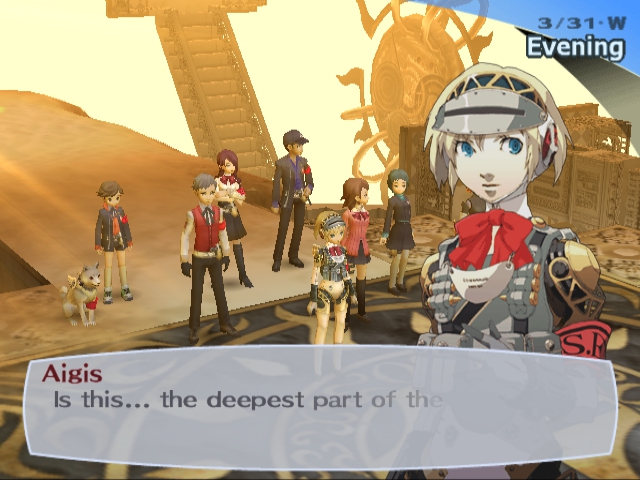 3/31・W
Evening
Aigis
Is this... the deepest part of the
S.